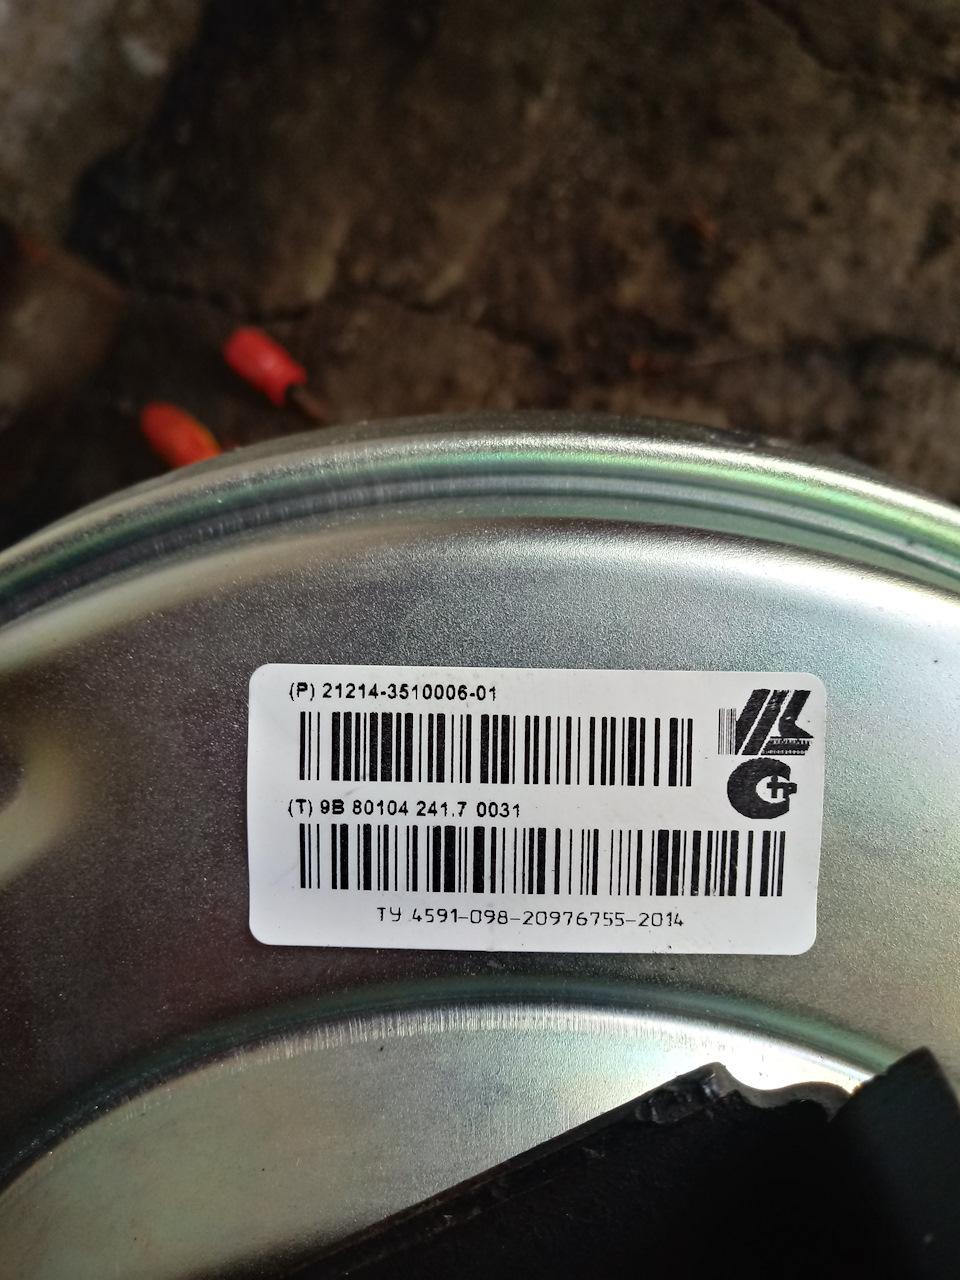 (P) 21214-3510006-01
(T) 9B 80104 241.7 0031
ТУ 4591-098-20976755-2014